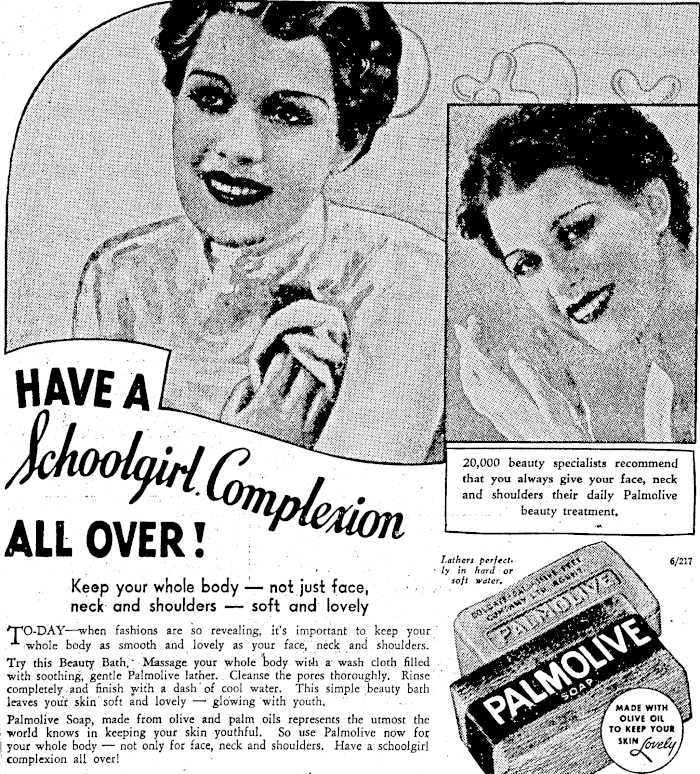 HAVE A
Schoolgirl Complexion
ALL OVER!
Keep your whole body — not just face,
neck and shoulders — soft and lovely
TO-DAY—when fashions are so revealing, it's important to keep your
whole body as smooth and lovely as your face, neck and shoulders.
Try this Beauty Bath. Massage your whole body with a wash cloth filled
with soothing, gentle Palmolive lather. Cleanse the pores thoroughly. Rinse
completely and finish with a dash of cool water. This simple beauty bath
leaves your skin soft and lovely — glowing with youth.
Palmolive Soap, made from olive and palm oils represents the utmost the
world knows in keeping your skin youthful. So use Palmolive now for
your whole body — not only for face, neck and shoulders. Have a schoolgirl
complexion all over!
20,000 beauty specialists recommend
that you always give your face, neck
and shoulders their daily Palmolive
beauty treatment.
Lathers perfect-
ly in hard or
soft water.
6/217
COLGATE-PALMOLIVE PTY.
COMPANY LTD.
PALMOLIVE
PALMOLIVE
SOAP
MADE WITH
OLIVE OIL
TO KEEP YOUR
SKIN Lovely